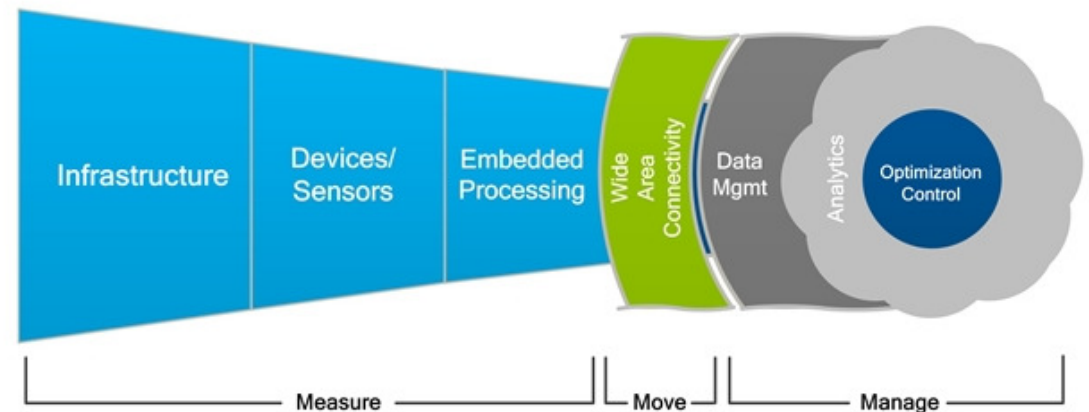 Infrastructure
Devices/
Sensors
Embedded
Processing
Wide
Area
Connectivity
Data
Mgmt
Analytics
Optimization
Control
Measure
Move
Manage